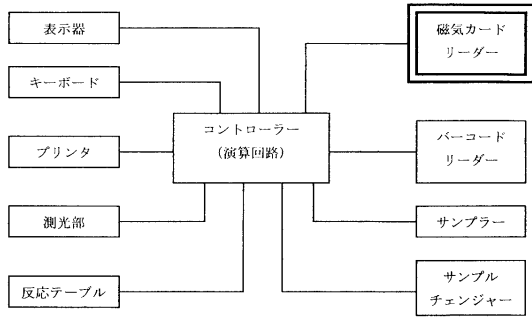 表示器
キーボード
プリンタ
測光部
反応テーブル
コントローラー
(演算回路)
磁気カード
リーダー
バーコード
リーダー
サンプラー
サンプル
チェンジャー